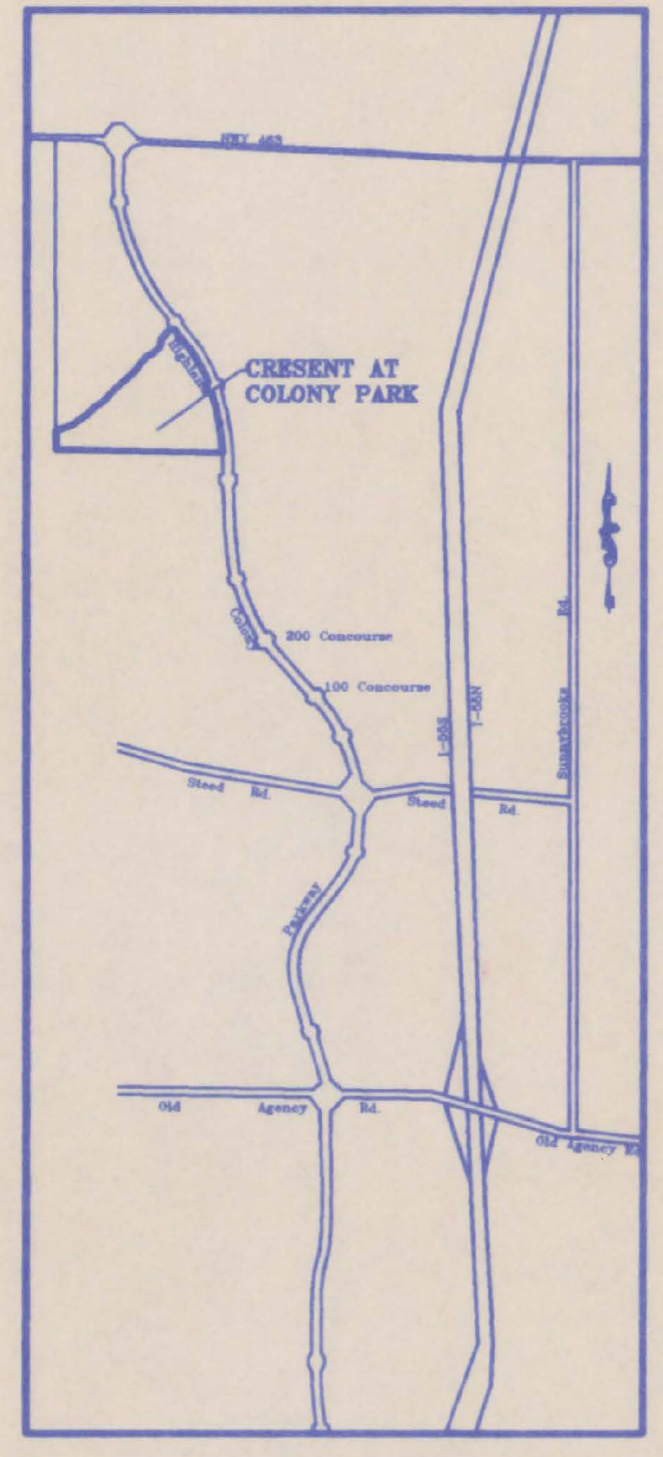 HWY 463
Highland
CRESENT AT
COLONY PARK
Colony
200 Concourse
100 Concourse
Rd.
Sunnybrooke
I-55S
I-55N
Steed Rd.
Steed Rd.
Parkway
Old Agency Rd.
Old Agency Rd